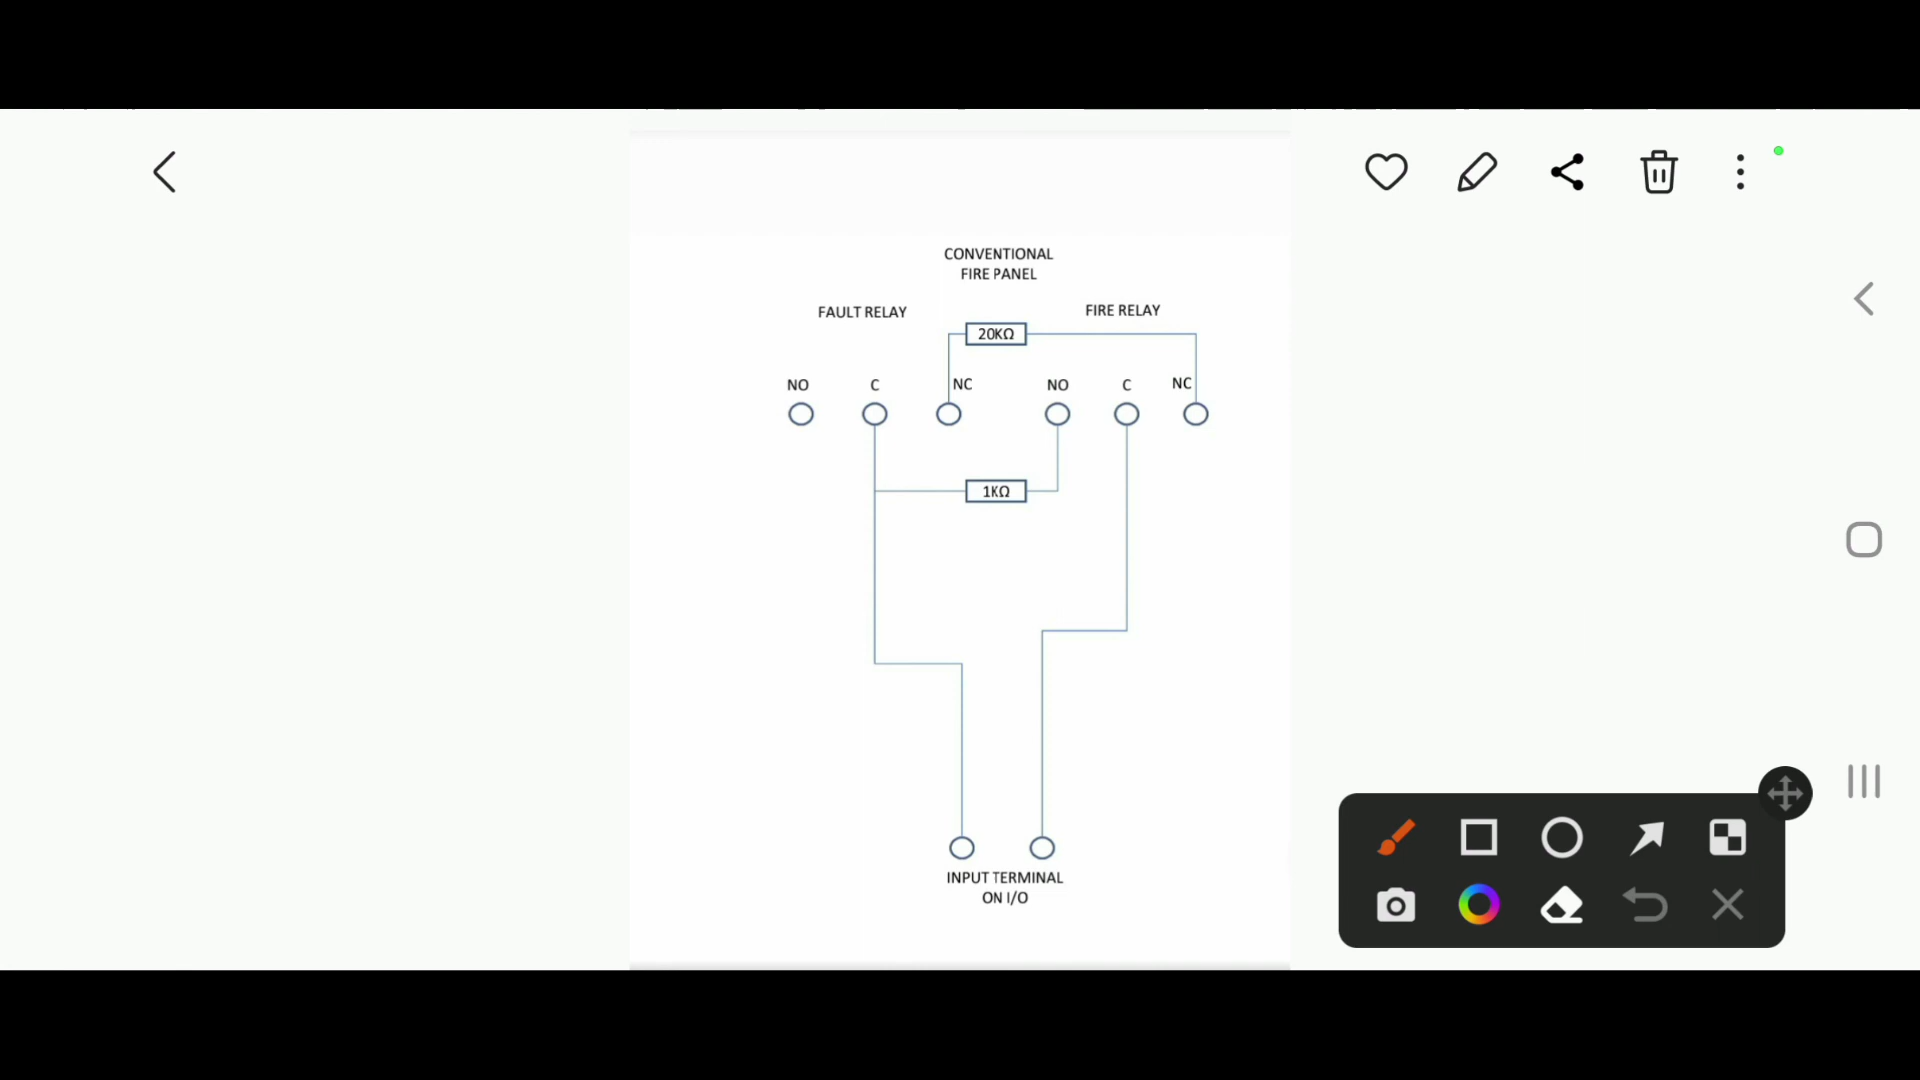 CONVENTIONAL
FIRE PANEL
FAULT RELAY
FIRE RELAY
20KΩ
NO
C
NC
NO
C
NC
1KΩ
INPUT TERMINAL
ON I/O